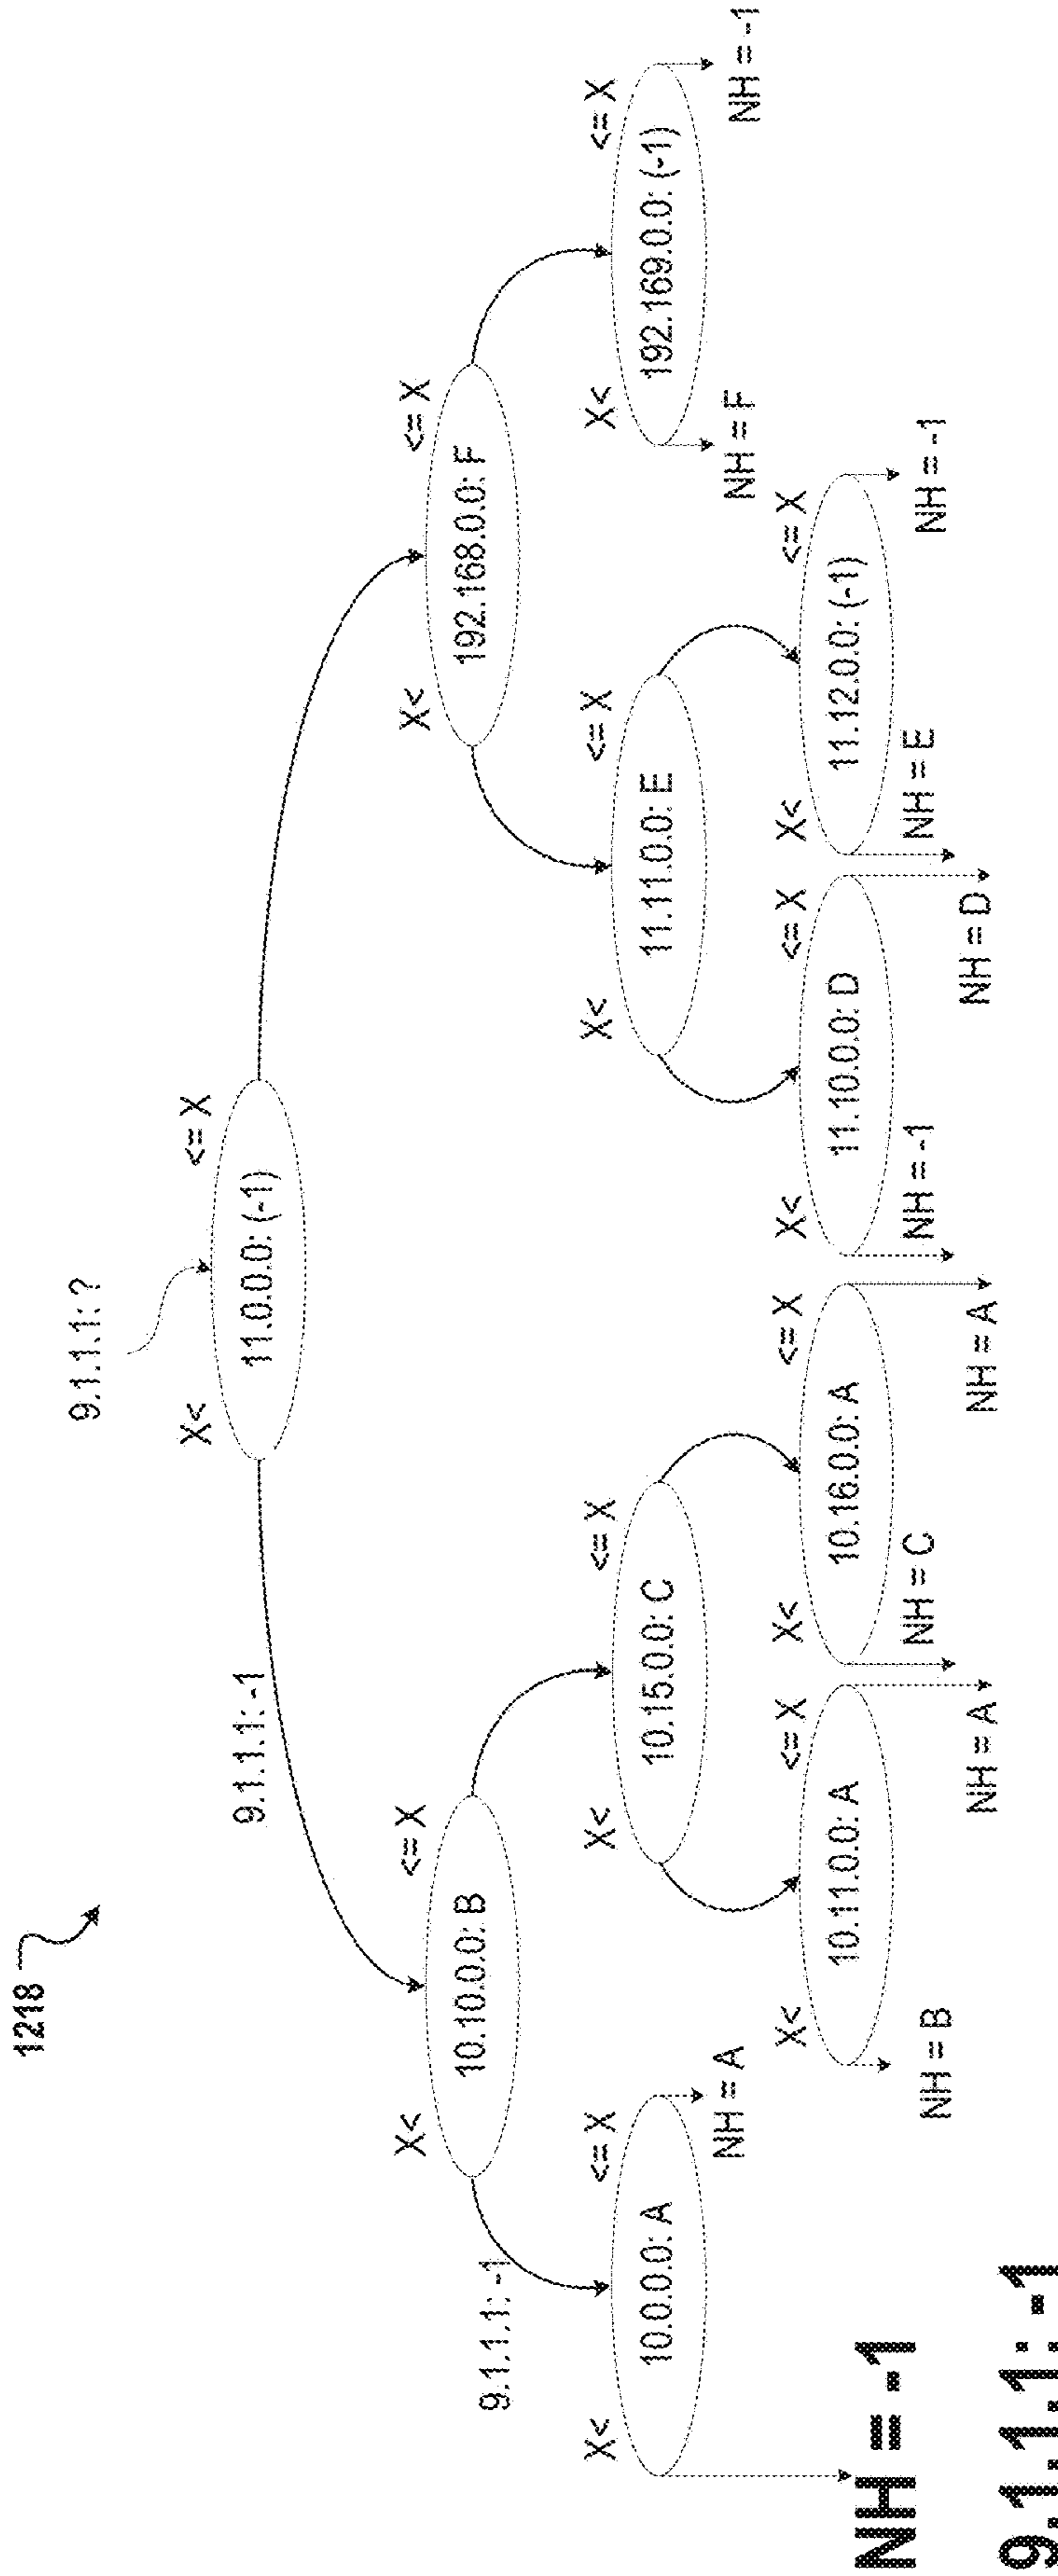 1218
9.1.1.1: ?
X<
<= X
11.0.0.0: (-1)
9.1.1.1: -1
X<
<= X
10.10.0.0: B
X<
<= X
192.168.0.0: F
9.1.1.1: -1
X<
<= X
10.0.0.0: A
X<
<= X
10.15.0.0: C
X<
<= X
11.11.0.0: E
X<
<= X
192.169.0.0: (-1)
NH = A
NH = F
NH = -1
X<
<= X
10.11.0.0: A
X<
<= X
10.16.0.0: A
X<
<= X
11.10.0.0: D
X<
<= X
11.12.0.0: (-1)
NH = -1
NH = B
NH = C
NH = -1
NH = E
NH = -1
NH = A
NH = A
NH = D
9.1.1.1: -1